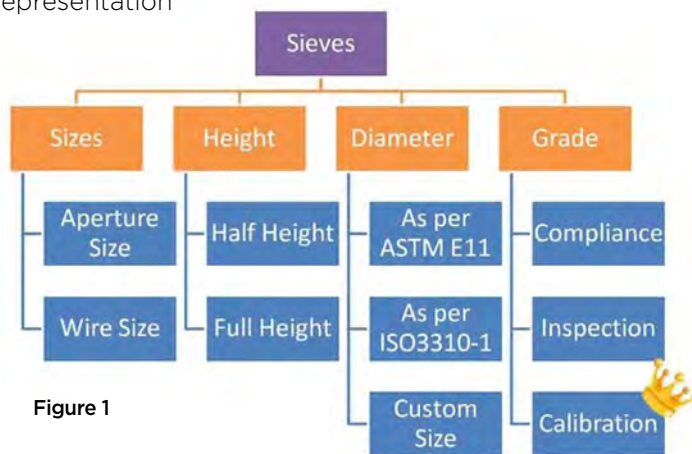 epresentation
Sieves
Sizes
Height
Diameter
Grade
Aperture
Size
Half Height
As per
ASTM E11
Compliance
Wire Size
Full Height
As per
ISO3310-1
Inspection
Custom
Size
Calibration
Figure 1